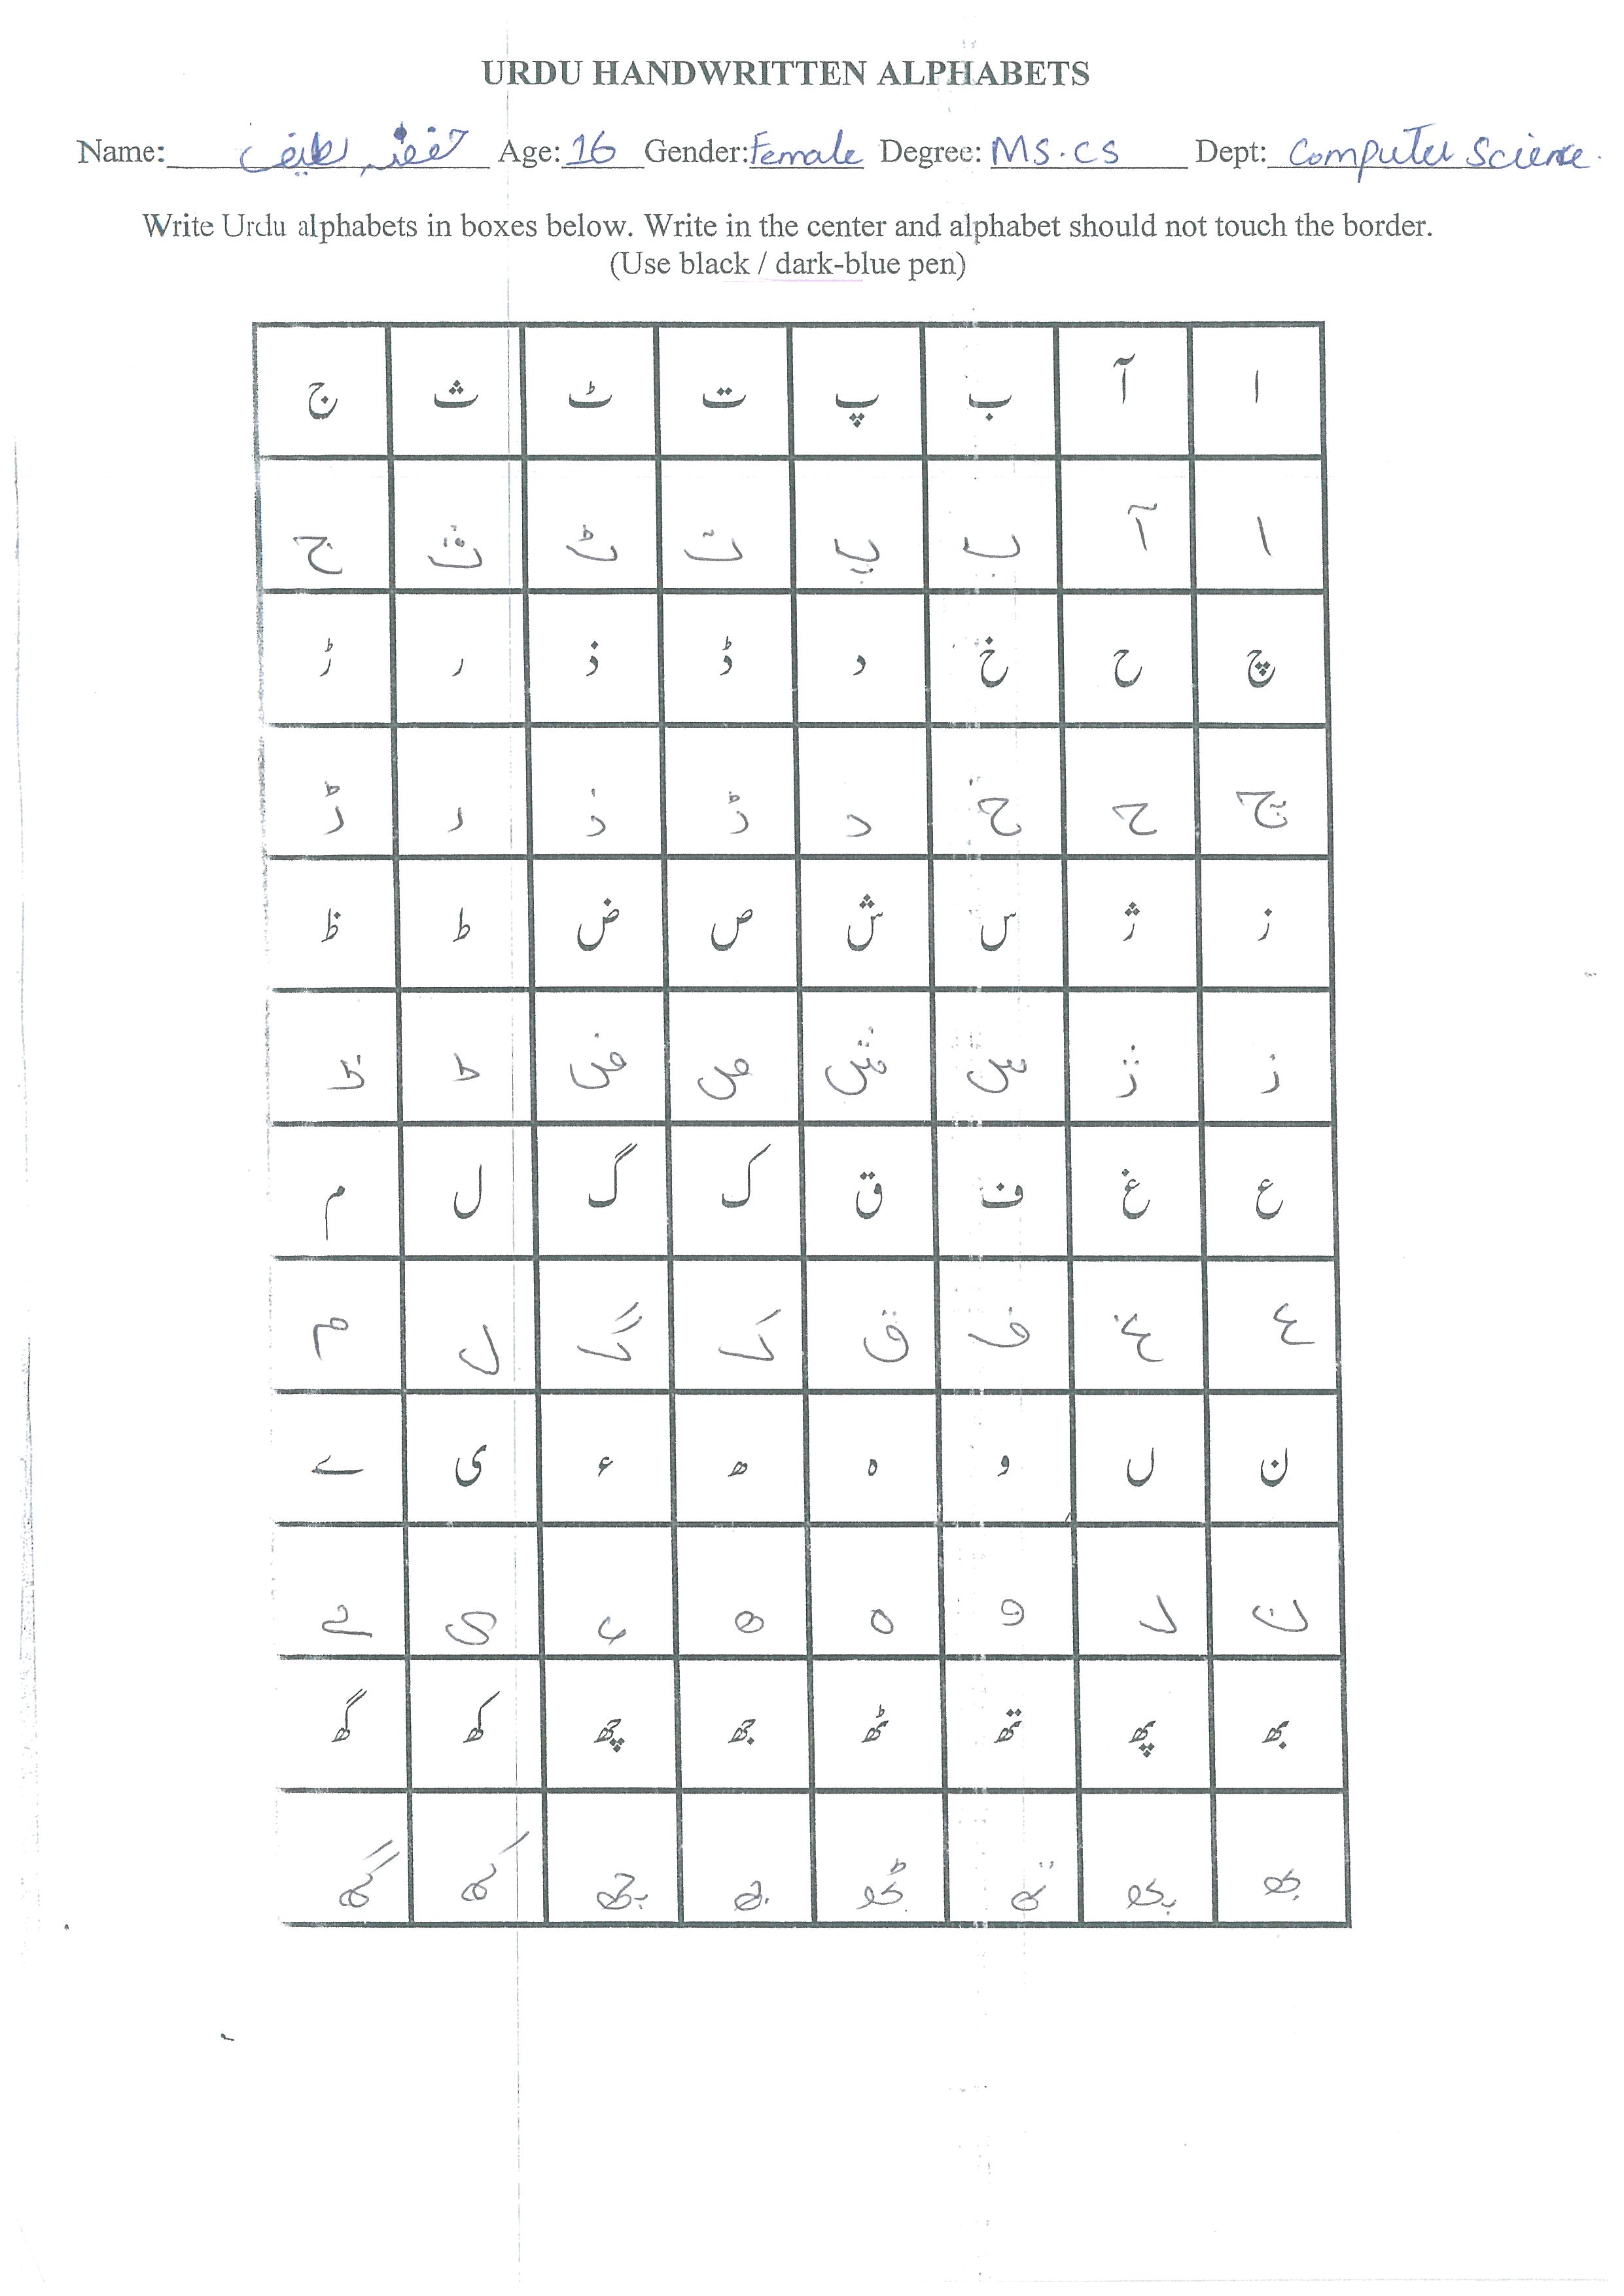 URDU HANDWRITTEN ALPHABETS
Name: لطیف Age: 16 Gender: Female Degree: MS.CS Dept: Computer Science.
Write Urdu alphabets in boxes below. Write in the center and alphabet should not touch the border.
(Use black / dark-blue pen)
ا آ ب پ ت ٹ ث ج
ا آ ب پ ت ٹ ث ج
چ ح خ د ڈ ذ ر ڑ
چ ح خ د ڈ ذ ر ڑ
ز ژ س ش ص ض ط ظ
ز ژ س ش ص ض ط ظ
ع غ ف ق ک گ ل م
ع غ ف ق ک گ ل م
ن ں و ہ ھ ء ی ے
ن ں و ہ ھ ء ی ے
بھ پھ تھ ٹھ جھ چھ کھ گھ
بھ پھ تھ ٹھ جھ چھ کھ گھ